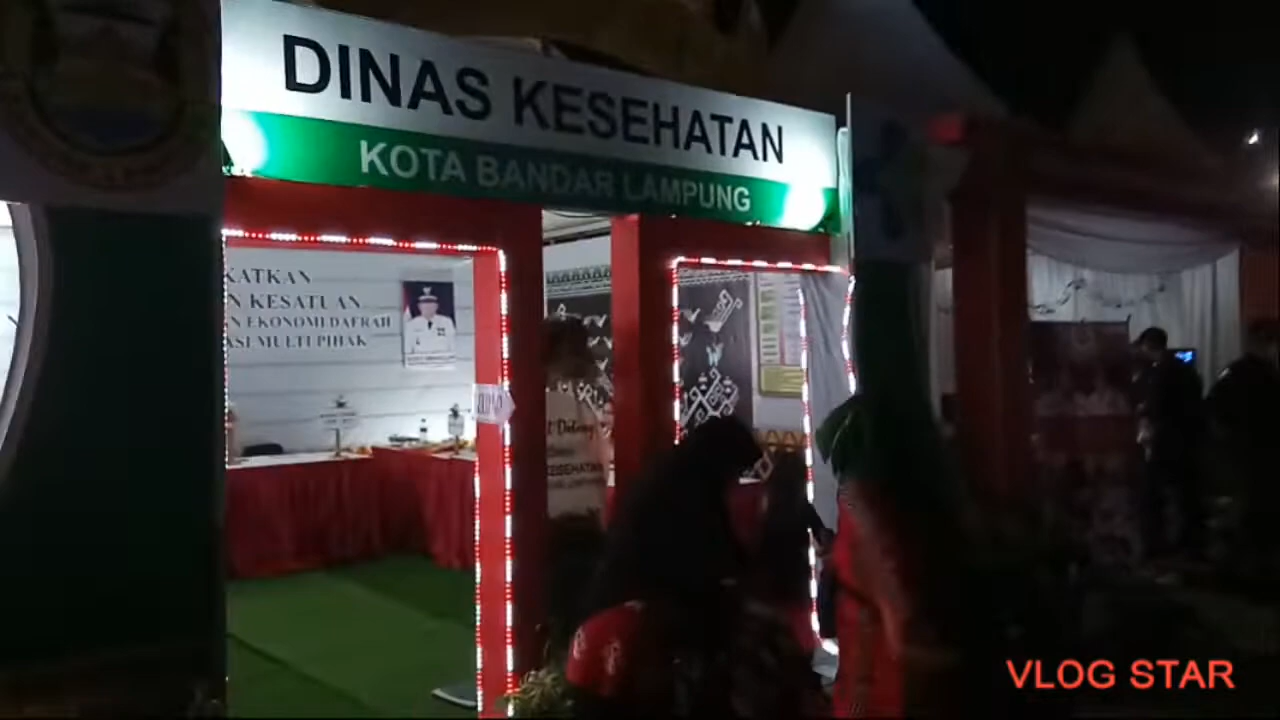 DINAS KESEHATAN
KOTA BANDAR LAMPUNG
KATKAN
N KESATUAN
N EKONOMI DAERAH
ASI MULTI PIHAK
KESEHATAN
VLOG STAR